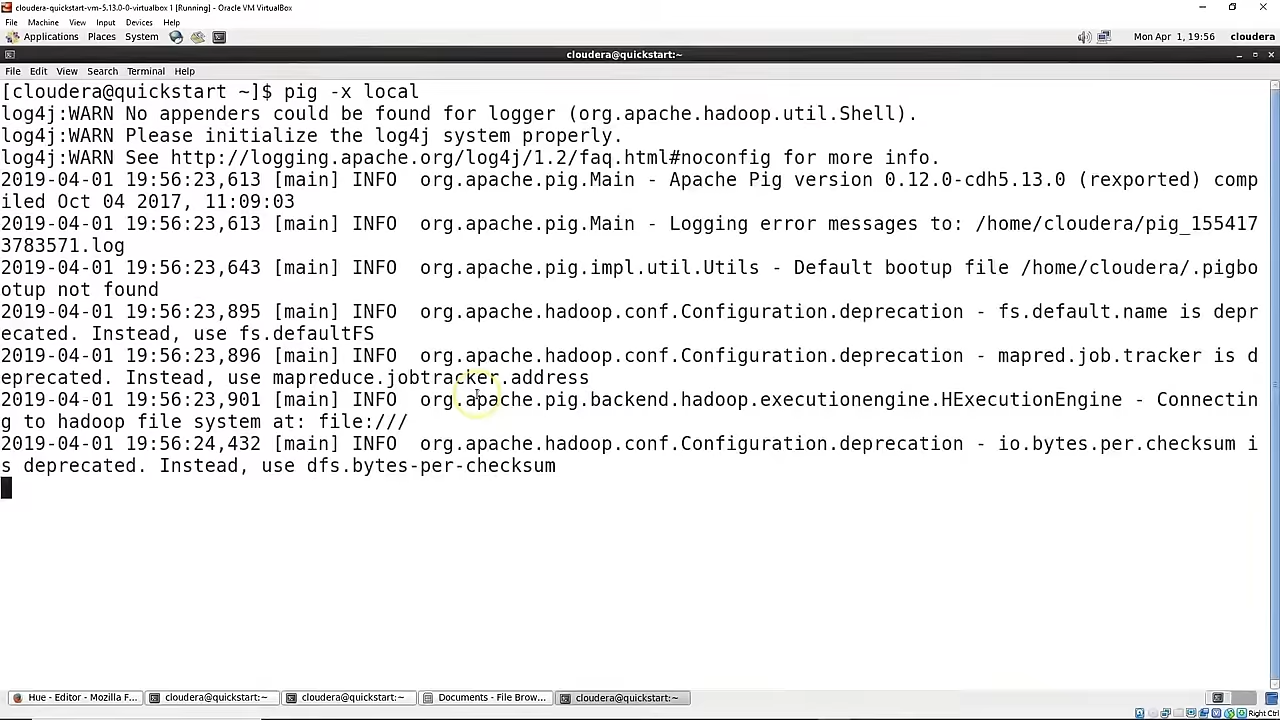 cloudera-quickstart-vm-5.13.0-0-virtualbox 1 [Running] - Oracle VM VirtualBox
File Machine View Input Devices Help
Applications Places System Mon Apr 1, 19:56 cloudera
cloudera@quickstart:~
File Edit View Search Terminal Help
[cloudera@quickstart ~]$ pig -x local
log4j:WARN No appenders could be found for logger (org.apache.hadoop.util.Shell).
log4j:WARN Please initialize the log4j system properly.
log4j:WARN See http://logging.apache.org/log4j/1.2/faq.html#noconfig for more info.
2019-04-01 19:56:23,613 [main] INFO  org.apache.pig.Main - Apache Pig version 0.12.0-cdh5.13.0 (rexported) comp
iled Oct 04 2017, 11:09:03
2019-04-01 19:56:23,613 [main] INFO  org.apache.pig.Main - Logging error messages to: /home/cloudera/pig_155417
3783571.log
2019-04-01 19:56:23,643 [main] INFO  org.apache.pig.impl.util.Utils - Default bootup file /home/cloudera/.pigbo
otup not found
2019-04-01 19:56:23,895 [main] INFO  org.apache.hadoop.conf.Configuration.deprecation - fs.default.name is depr
ecated. Instead, use fs.defaultFS
2019-04-01 19:56:23,896 [main] INFO  org.apache.hadoop.conf.Configuration.deprecation - mapred.job.tracker is d
eprecated. Instead, use mapreduce.jobtracker.address
2019-04-01 19:56:23,901 [main] INFO  org.apache.pig.backend.hadoop.executionengine.HExecutionEngine - Connectin
g to hadoop file system at: file:///
2019-04-01 19:56:24,432 [main] INFO  org.apache.hadoop.conf.Configuration.deprecation - io.bytes.per.checksum i
s deprecated. Instead, use dfs.bytes-per-checksum
Hue - Editor - Mozilla F... cloudera@quickstart:~ cloudera@quickstart:~ Documents - File Brow... cloudera@quickstart:~
Right Ctrl